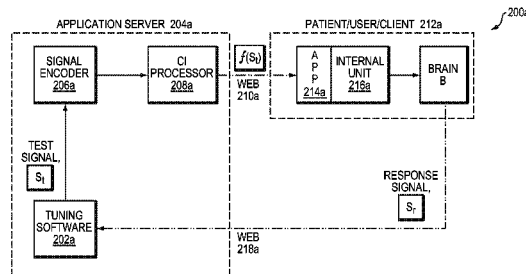 200a
APPLICATION SERVER 204a
PATIENT/USER/CLIENT 212a
SIGNAL
ENCODER
206a
CI
PROCESSOR
208a
f(St)
WEB
210a
A
P
P
214a
INTERNAL
UNIT
216a
BRAIN
B
TEST
SIGNAL,
St
RESPONSE
SIGNAL,
Sr
TUNING
SOFTWARE
202a
WEB
218a